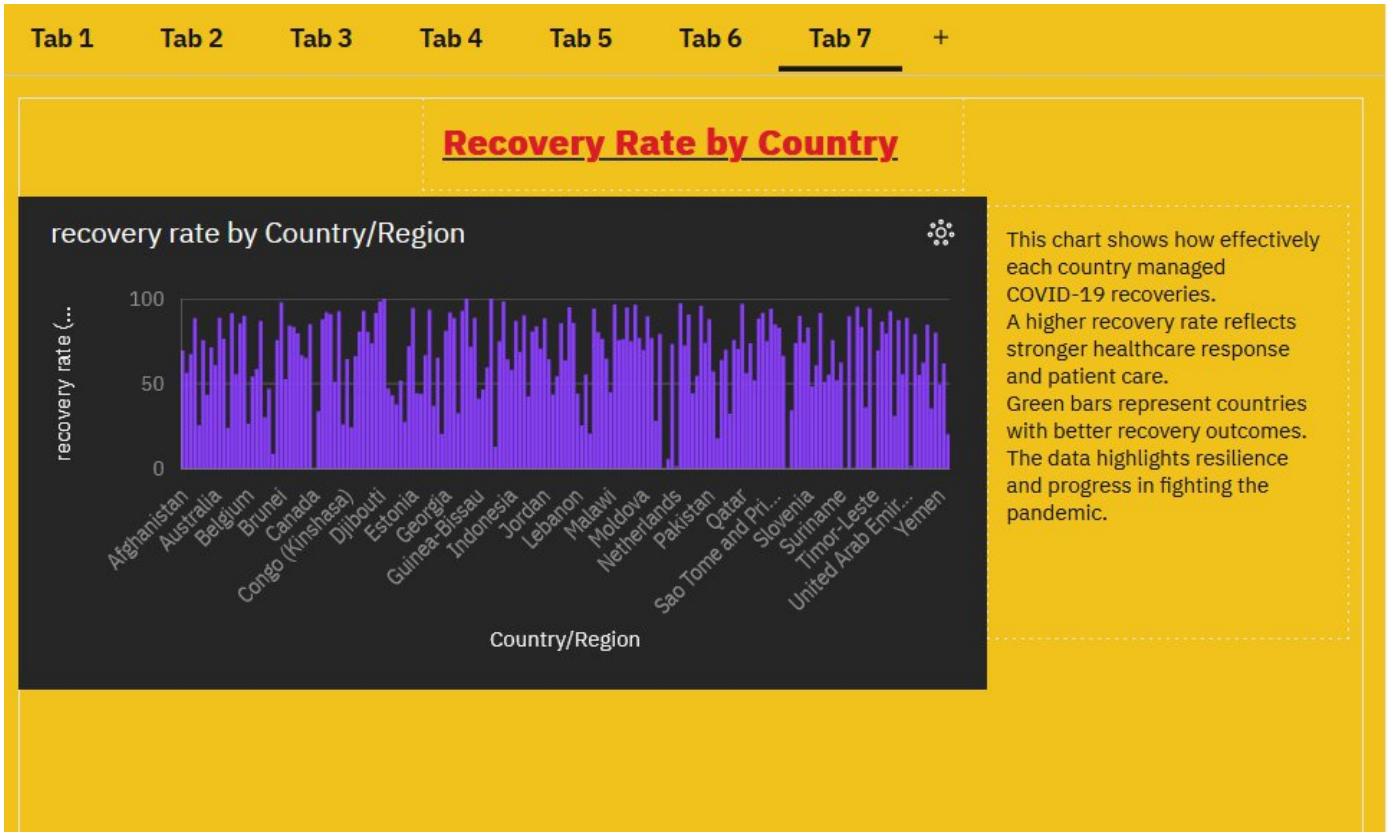 Tab 1 Tab 2 Tab 3 Tab 4 Tab 5 Tab 6 Tab 7 +
Recovery Rate by Country
recovery rate by Country/Region
recovery rate (...
100
50
0
Afghanistan
Australia
Belgium
Brunei
Canada
Congo (Kinshasa)
Djibouti
Estonia
Georgia
Guinea-Bissau
Indonesia
Jordan
Lebanon
Malawi
Moldova
Netherlands
Pakistan
Qatar
Sao Tome and Pri...
Slovenia
Suriname
Timor-Leste
United Arab Emir...
Yemen
Country/Region
This chart shows how effectively
each country managed
COVID-19 recoveries.
A higher recovery rate reflects
stronger healthcare response
and patient care.
Green bars represent countries
with better recovery outcomes.
The data highlights resilience
and progress in fighting the
pandemic.